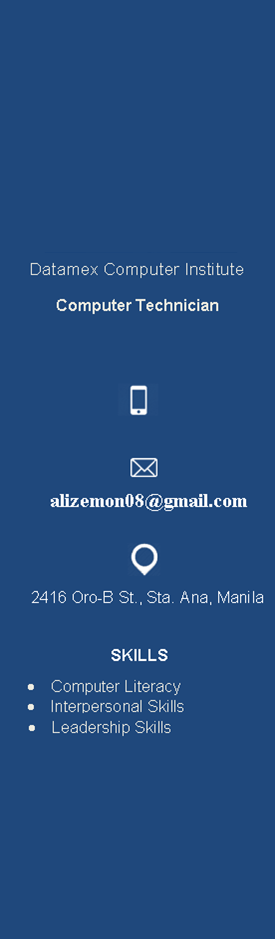 Datamex Computer Institute
Computer Technician
alizemon08@gmail.com
2416 Oro-B St., Sta. Ana, Manila
SKILLS
• Computer Literacy
• Interpersonal Skills
• Leadership Skills